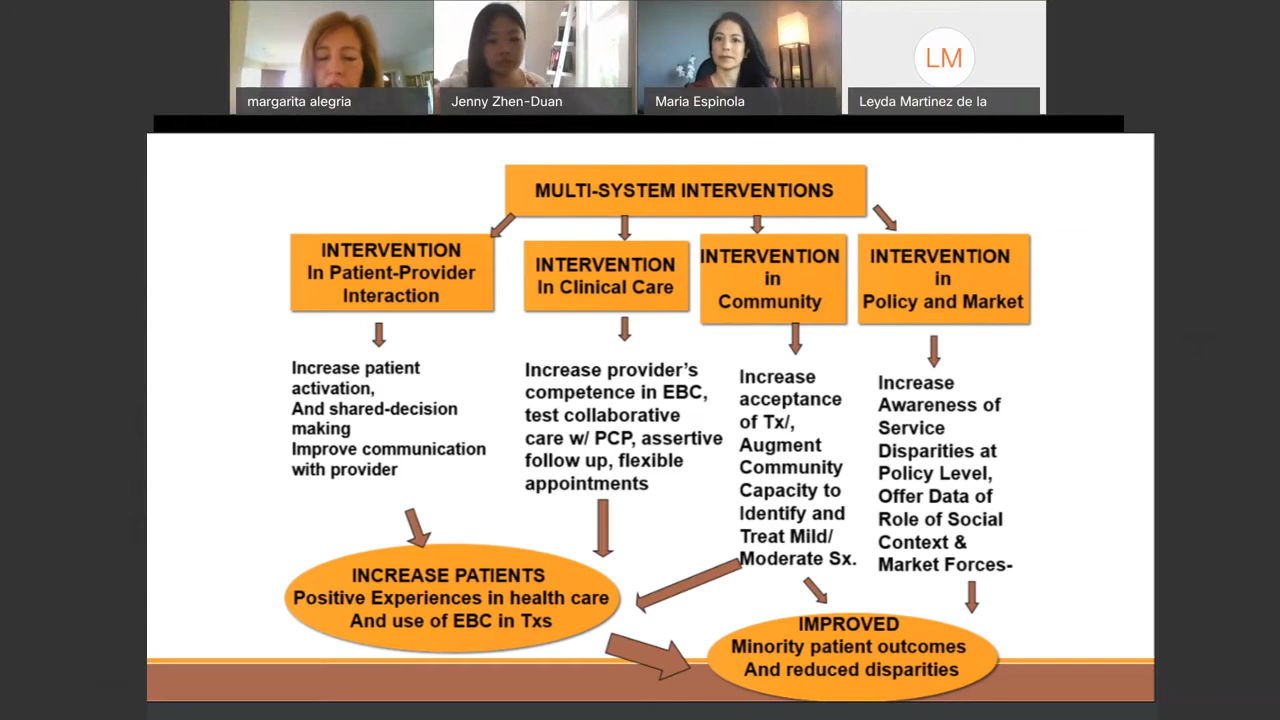 LM
margarita alegria
Jenny Zhen-Duan
Maria Espinola
Leyda Martinez de la
MULTI-SYSTEM INTERVENTIONS
INTERVENTION
In Patient-Provider
Interaction
INTERVENTION
In Clinical Care
INTERVENTION
in
Community
INTERVENTION
in
Policy and Market
Increase patient
activation,
And shared-decision
making
Improve communication
with provider
Increase provider's
competence in EBC,
test collaborative
care w/ PCP, assertive
follow up, flexible
appointments
Increase
acceptance
of Tx/,
Augment
Community
Capacity to
Identify and
Treat Mild/
Moderate Sx.
Increase
Awareness of
Service
Disparities at
Policy Level,
Offer Data of
Role of Social
Context &
Market Forces-
INCREASE PATIENTS
Positive Experiences in health care
And use of EBC in Txs
IMPROVED
Minority patient outcomes
And reduced disparities